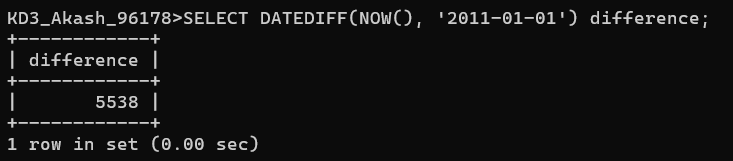 KD3_Akash_96178>SELECT DATEDIFF(NOW(), '2011-01-01') difference;
+------------+
| difference |
+------------+
|       5538 |
+------------+
1 row in set (0.00 sec)